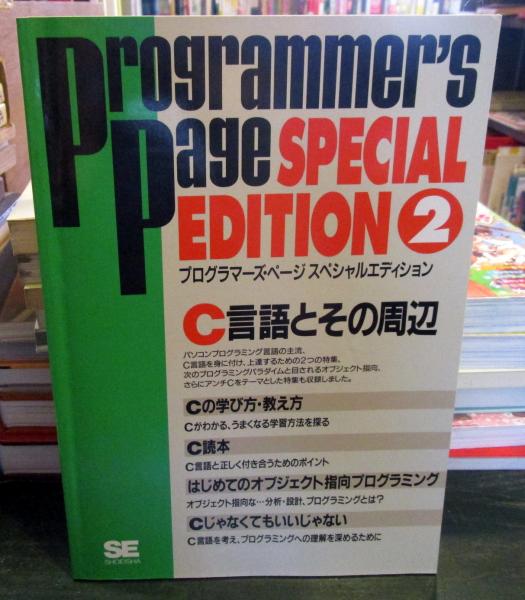 Programmer's
Page SPECIAL
EDITION 2
プログラマーズ・ページ スペシャルエディション
C言語とその周辺
パソコンプログラミング言語の主流、
C言語を身に付け、上達するための2つの特集、
次のプログラミングパラダイムと目されるオブジェクト指向、
さらにアンチCをテーマとした特集も収録しました。
Cの学び方・教え方
Cがわかる、うまくなる学習方法を探る
C読本
C言語と正しく付き合うためのポイント
はじめてのオブジェクト指向プログラミング
オブジェクト指向な…分析・設計、プログラミングとは?
Cじゃなくてもいいじゃない
C言語を考え、プログラミングへの理解を深めるために
SE
SHOEISHA